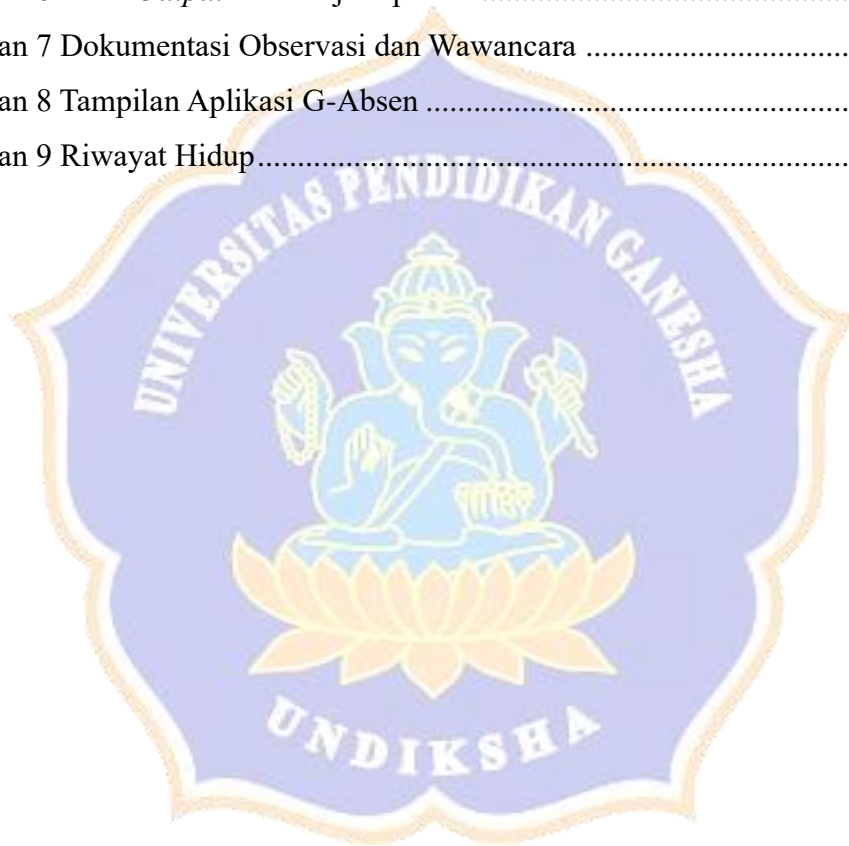 Output
an 7 Dokumentasi Observasi dan Wawancara ................................
an 8 Tampilan Aplikasi G-Absen ....................................................
an 9 Riwayat Hidup.........................................................................
UNIVERSITAS PENDIDIKAN GANESHA
UNDIKSHA